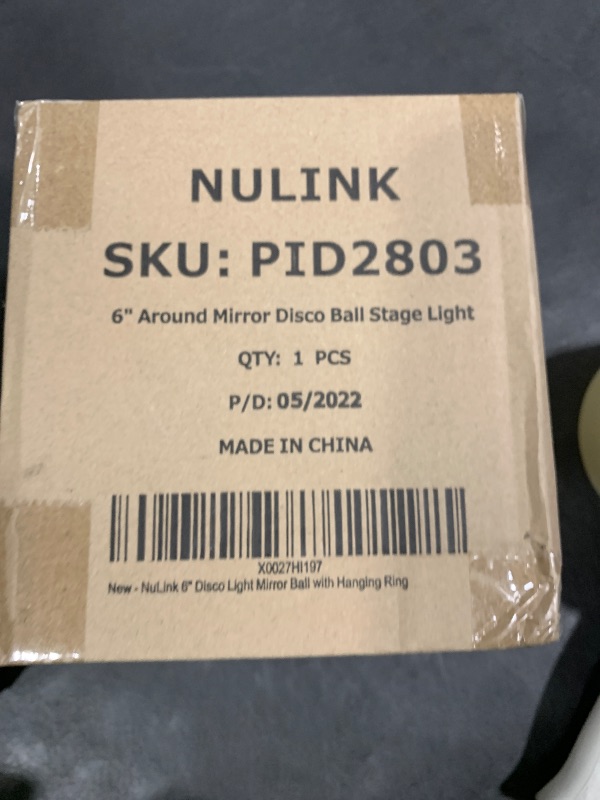 NULINK
SKU: PID2803
6" Around Mirror Disco Ball Stage Light
QTY: 1 PCS
P/D: 05/2022
MADE IN CHINA
X0027HI197
New - NuLink 6" Disco Light Mirror Ball with Hanging Ring